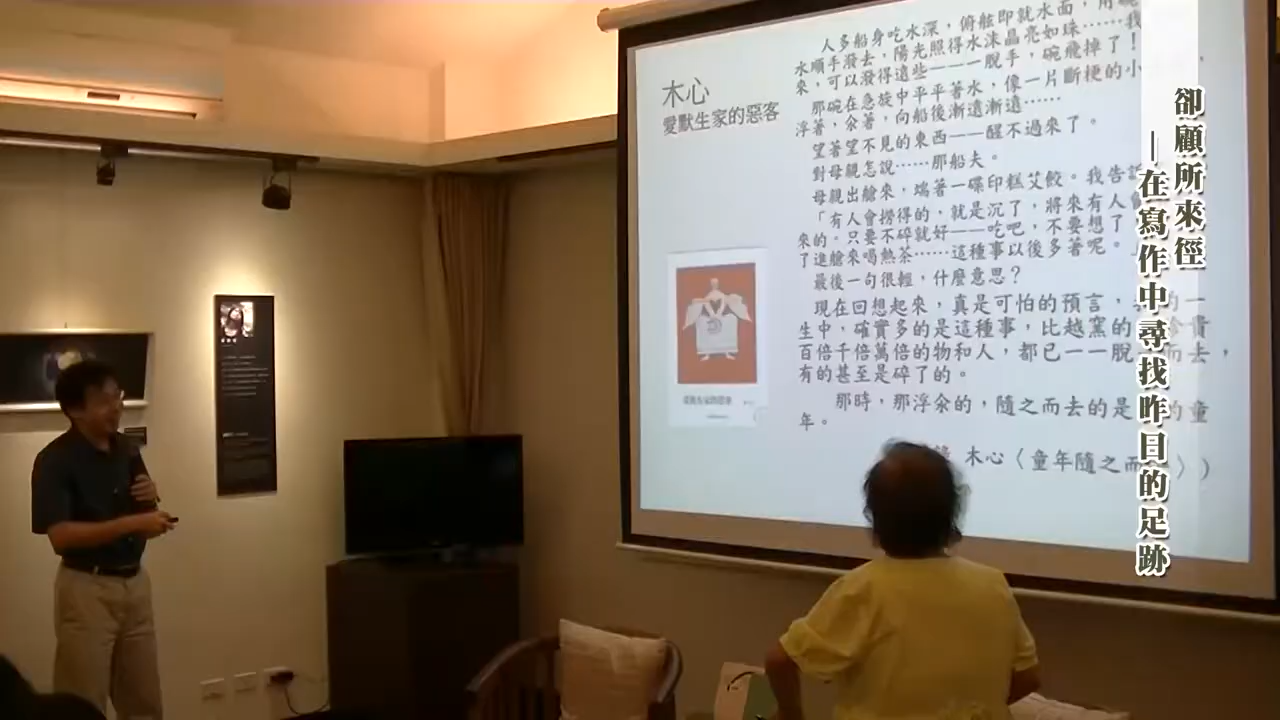 木心
愛默生家的惡客
人多船身吃水深，俯舷即就水面，用碗
水順手潑去，陽光照得水沫晶亮如珠……我
來，可以潑得遠些———脫手，碗飛掉了！
那碗在急旋中平平著水，像一片斷梗的小
浮著，氽著，向船後漸遠漸遠……
望著望不見的東西——醒不過來了。
對母親怎說……那船夫。
母親出艙來，端著一碟印糕艾餃。我告訴
「有人會撈得的，就是沉了，將來有人會
來的。只要不碎就好——吃吧，不要想了
了進艙來喝熱茶……這種事以後多著呢。
最後一句很輕，什麼意思？
現在回想起來，真是可怕的預言，的一
生中，確實多的是這種事，比越窯的珍貴
百倍千倍萬倍的物和人，都已一一脫而去，
有的甚至是碎了的。
那時，那浮氽的，隨之而去的是的童
年。
木心〈童年隨之而〉）
卻顧所來徑
—在寫作中尋找昨日的足跡